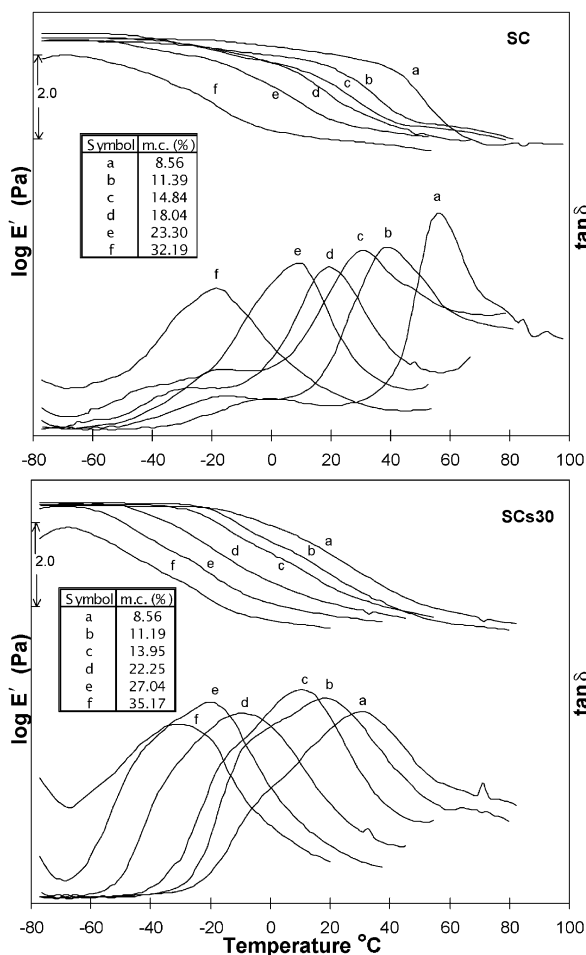 SC
a
b
c
d
e
f
2.0
Symbol m.c. (%)
a 8.56
b 11.39
c 14.84
d 18.04
e 23.30
f 32.19
log E′ (Pa)
tan δ
a
b
c
d
e
f
-80 -60 -40 -20 0 20 40 60 80 100
SCs30
a
b
c
d
e
f
2.0
Symbol m.c. (%)
a 8.56
b 11.19
c 13.95
d 22.25
e 27.04
f 35.17
log E′ (Pa)
tan δ
a
b
c
d
e
f
-80 -60 -40 -20 0 20 40 60 80 100
Temperature °C